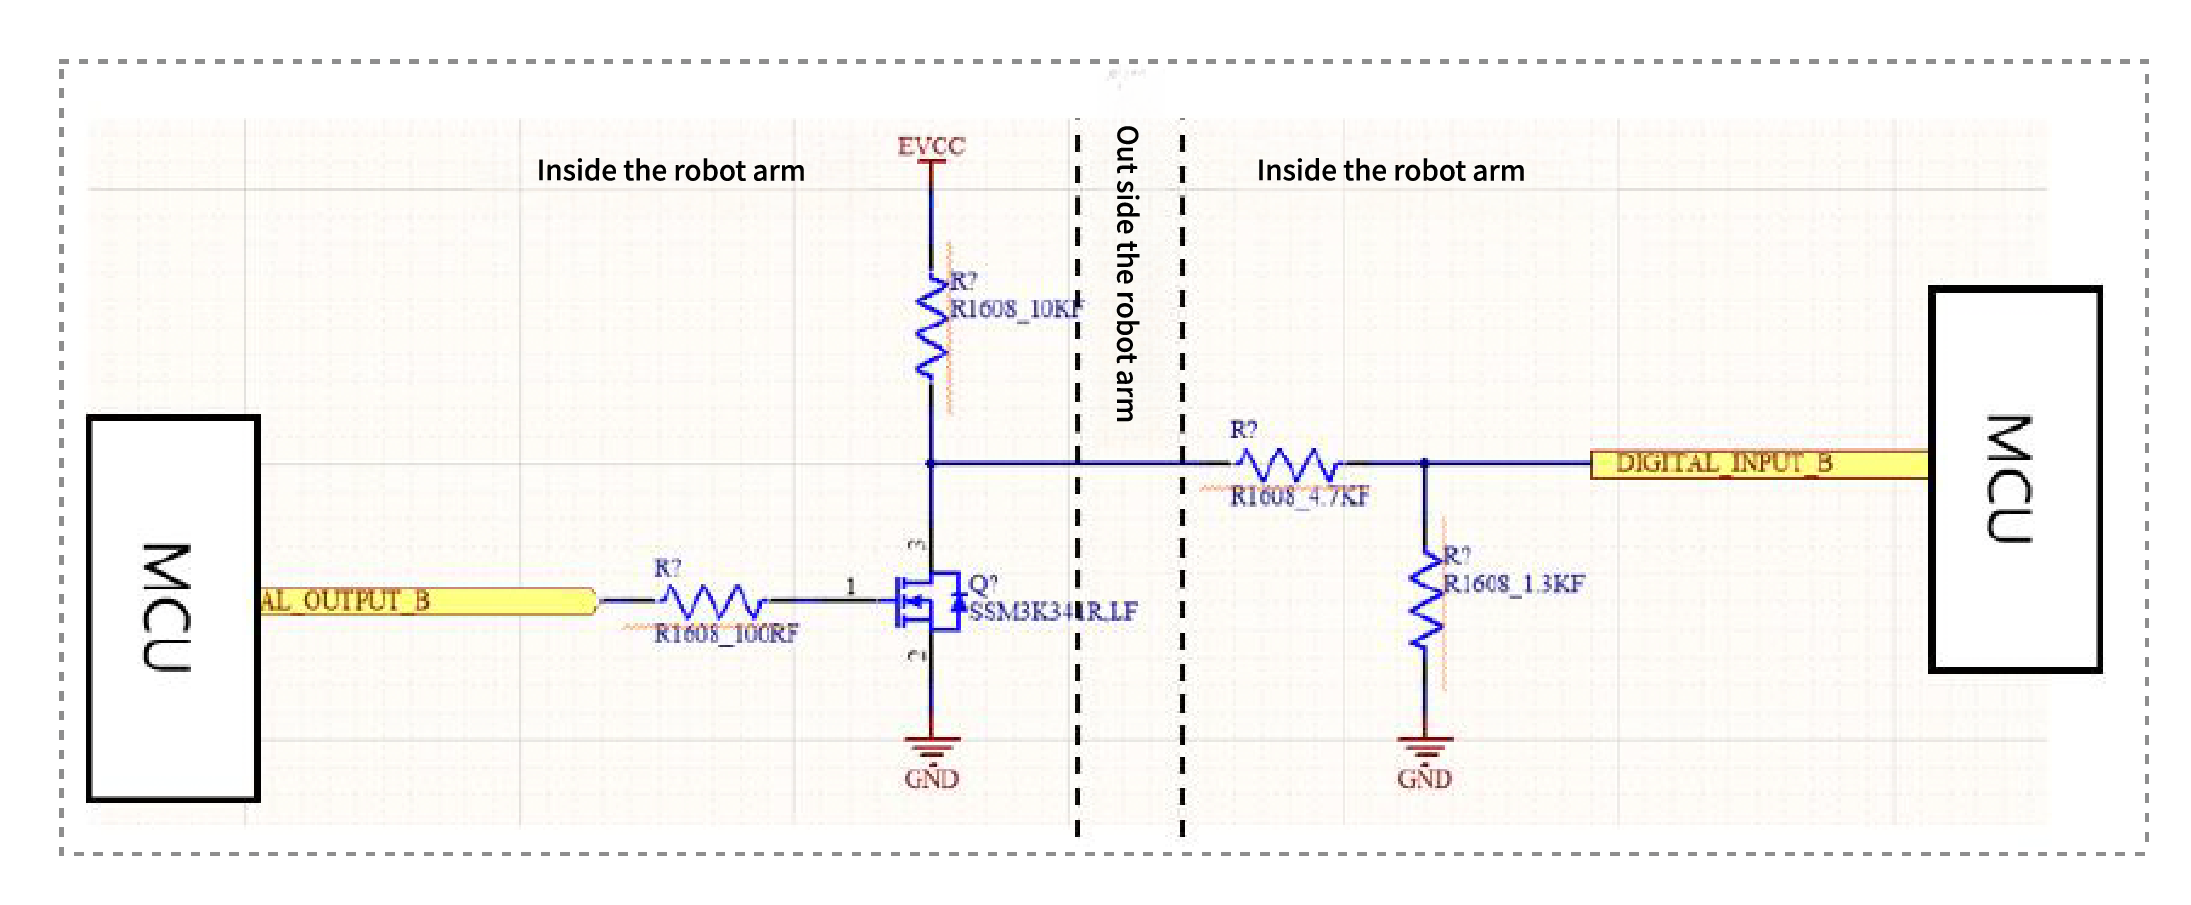 EVCC
Inside the robot arm
Out side the robot arm
Inside the robot arm
R?
R1608_10KF
R?
R1608_4.7KF
DIGITAL_INPUT_B
MCU
MCU
AL_OUTPUT_B
R?
R1608_100RF
1
3
2
Q?
SSM3K341R,LF
R?
R1608_1.3KF
GND
GND